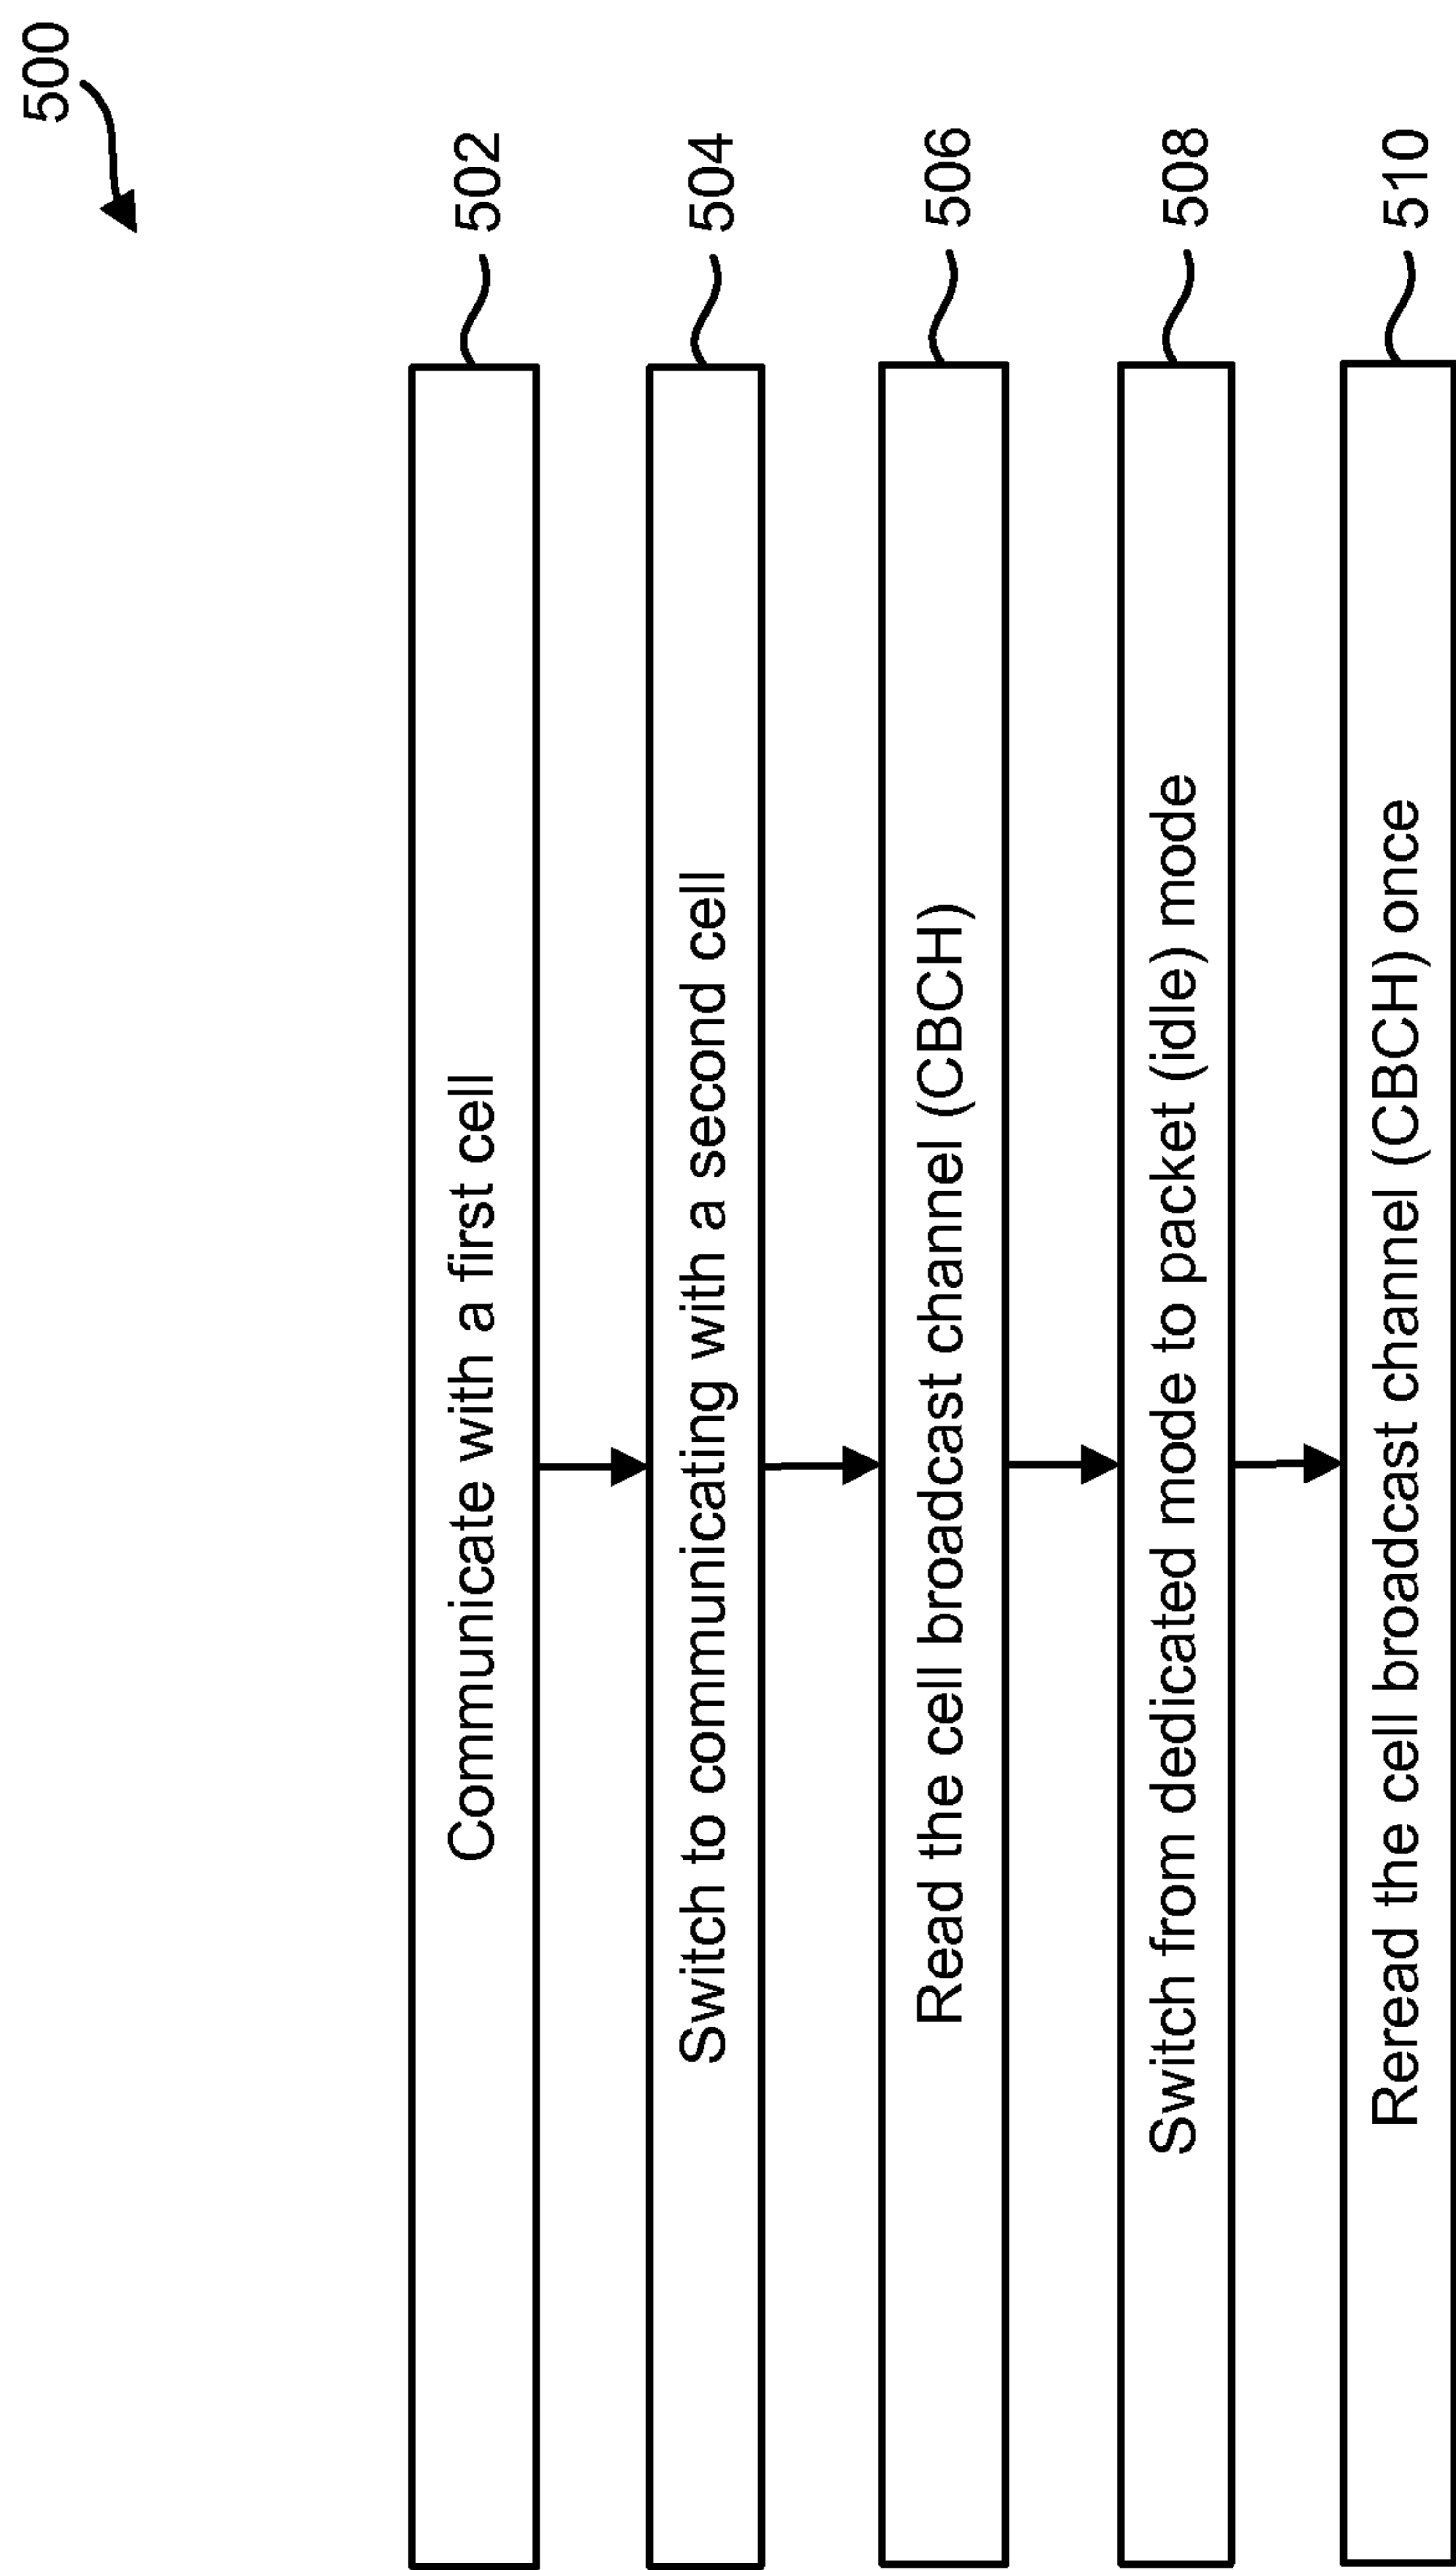 500
Communicate with a first cell
502
Switch to communicating with a second cell
504
Read the cell broadcast channel (CBCH)
506
Switch from dedicated mode to packet (idle) mode
508
Reread the cell broadcast channel (CBCH) once
510